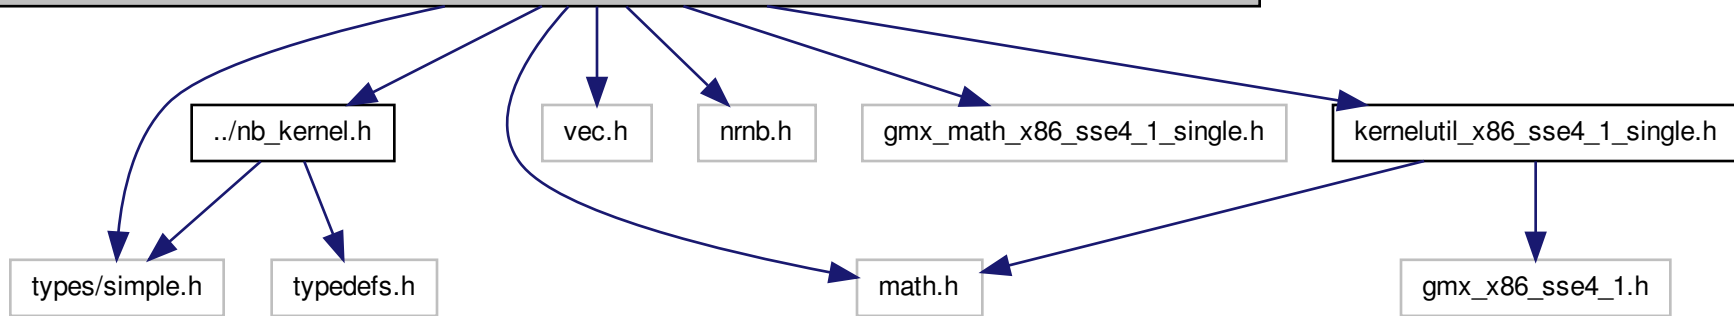 ../nb_kernel.h
vec.h
nrnb.h
gmx_math_x86_sse4_1_single.h
kernelutil_x86_sse4_1_single.h
types/simple.h
typedefs.h
math.h
gmx_x86_sse4_1.h